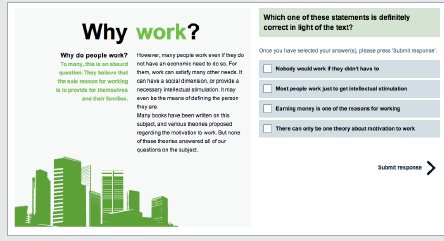 Why work?
Why do people work?
To many, this is an absurd
question. They believe that
the sole reason for working
is to provide for themselves
and their families.
However, many people work even if they do
not have an economic need to do so. For
them, work can satisfy many other needs. It
can have a social dimension, or provide a
necessary intellectual stimulation. It may
even be the means of defining the person
they are.
Many books have been written on this
subject, and various theories proposed
regarding the motivation to work. But none
of these theories answered all of our
questions on the subject.
Which one of these statements is definitely
correct in light of the text?
Once you have selected your answer(s), please press 'Submit response'.
Nobody would work if they didn't have to
Most people work just to get intellectual stimulation
Earning money is one of the reasons for working
There can only be one theory about motivation to work
Submit response